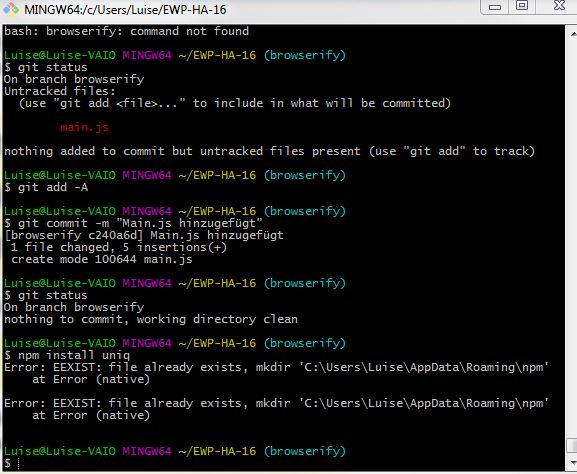 MINGW64:/c/Users/Luise/EWP-HA-16
bash: browserify: command not found
Luise@Luise-VAIO MINGW64 ~/EWP-HA-16 (browserify)
$ git status
On branch browserify
Untracked files:
  (use "git add <file>..." to include in what will be committed)
        main.js
nothing added to commit but untracked files present (use "git add" to track)
Luise@Luise-VAIO MINGW64 ~/EWP-HA-16 (browserify)
$ git add -A
Luise@Luise-VAIO MINGW64 ~/EWP-HA-16 (browserify)
$ git commit -m "Main.js hinzugefügt"
[browserify c240a6d] Main.js hinzugefügt
 1 file changed, 5 insertions(+)
 create mode 100644 main.js
Luise@Luise-VAIO MINGW64 ~/EWP-HA-16 (browserify)
$ git status
On branch browserify
nothing to commit, working directory clean
Luise@Luise-VAIO MINGW64 ~/EWP-HA-16 (browserify)
$ npm install uniq
Error: EEXIST: file already exists, mkdir 'C:\Users\Luise\AppData\Roaming\npm'
    at Error (native)
Error: EEXIST: file already exists, mkdir 'C:\Users\Luise\AppData\Roaming\npm'
    at Error (native)
Luise@Luise-VAIO MINGW64 ~/EWP-HA-16 (browserify)
$